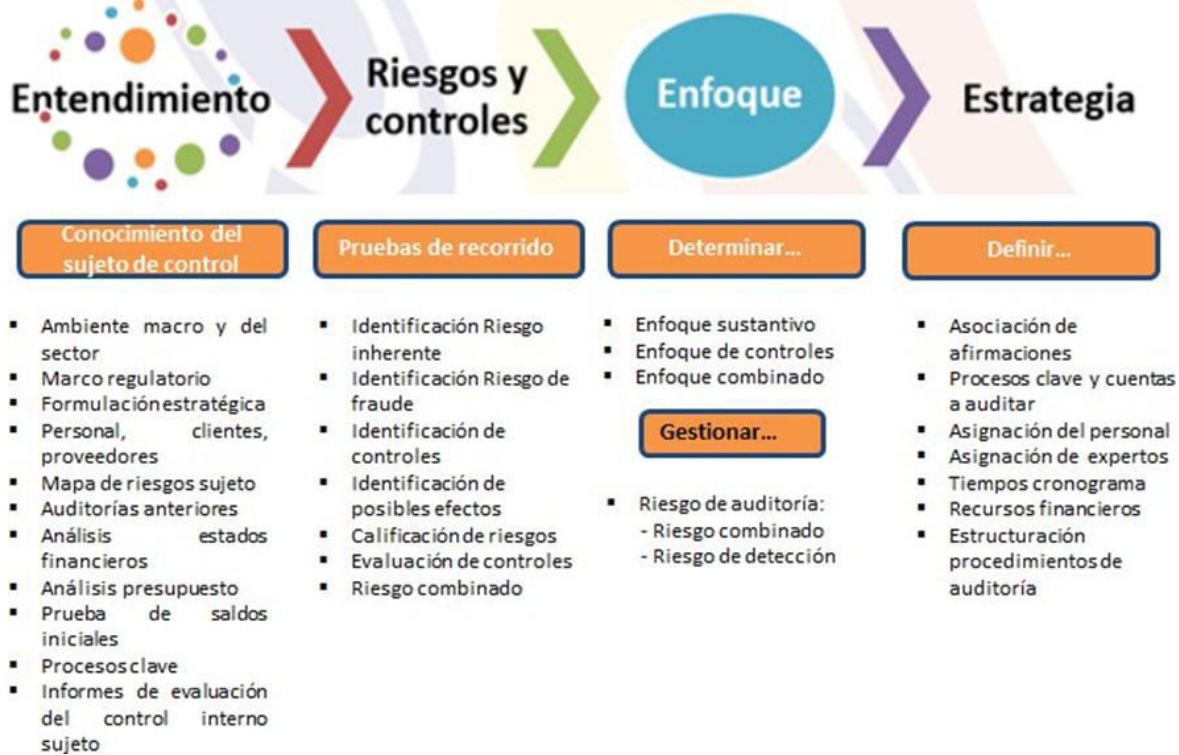 Entendimiento
Riesgos y
controles
Enfoque
Estrategia
Conocimiento del
sujeto de control
Ambiente macro y del
sector
Marco regulatorio
Formulación estratégica
Personal, clientes,
proveedores
Mapa de riesgos sujeto
Auditorías anteriores
Análisis estados
financieros
Análisis presupuesto
Prueba de saldos
iniciales
Procesos clave
Informes de evaluación
del control interno
sujeto
Pruebas de recorrido
Identificación Riesgo
inherente
Identificación Riesgo de
fraude
Identificación de
controles
Identificación de
posibles efectos
Calificación de riesgos
Evaluación de controles
Riesgo combinado
Determinar...
Enfoque sustantivo
Enfoque de controles
Enfoque combinado
Gestionar...
Riesgo de auditoría:
- Riesgo combinado
- Riesgo de detección
Definir...
Asociación de
afirmaciones
Procesos clave y cuentas
a auditar
Asignación del personal
Asignación de expertos
Tiempos cronograma
Recursos financieros
Estructuración
procedimientos de
auditoría